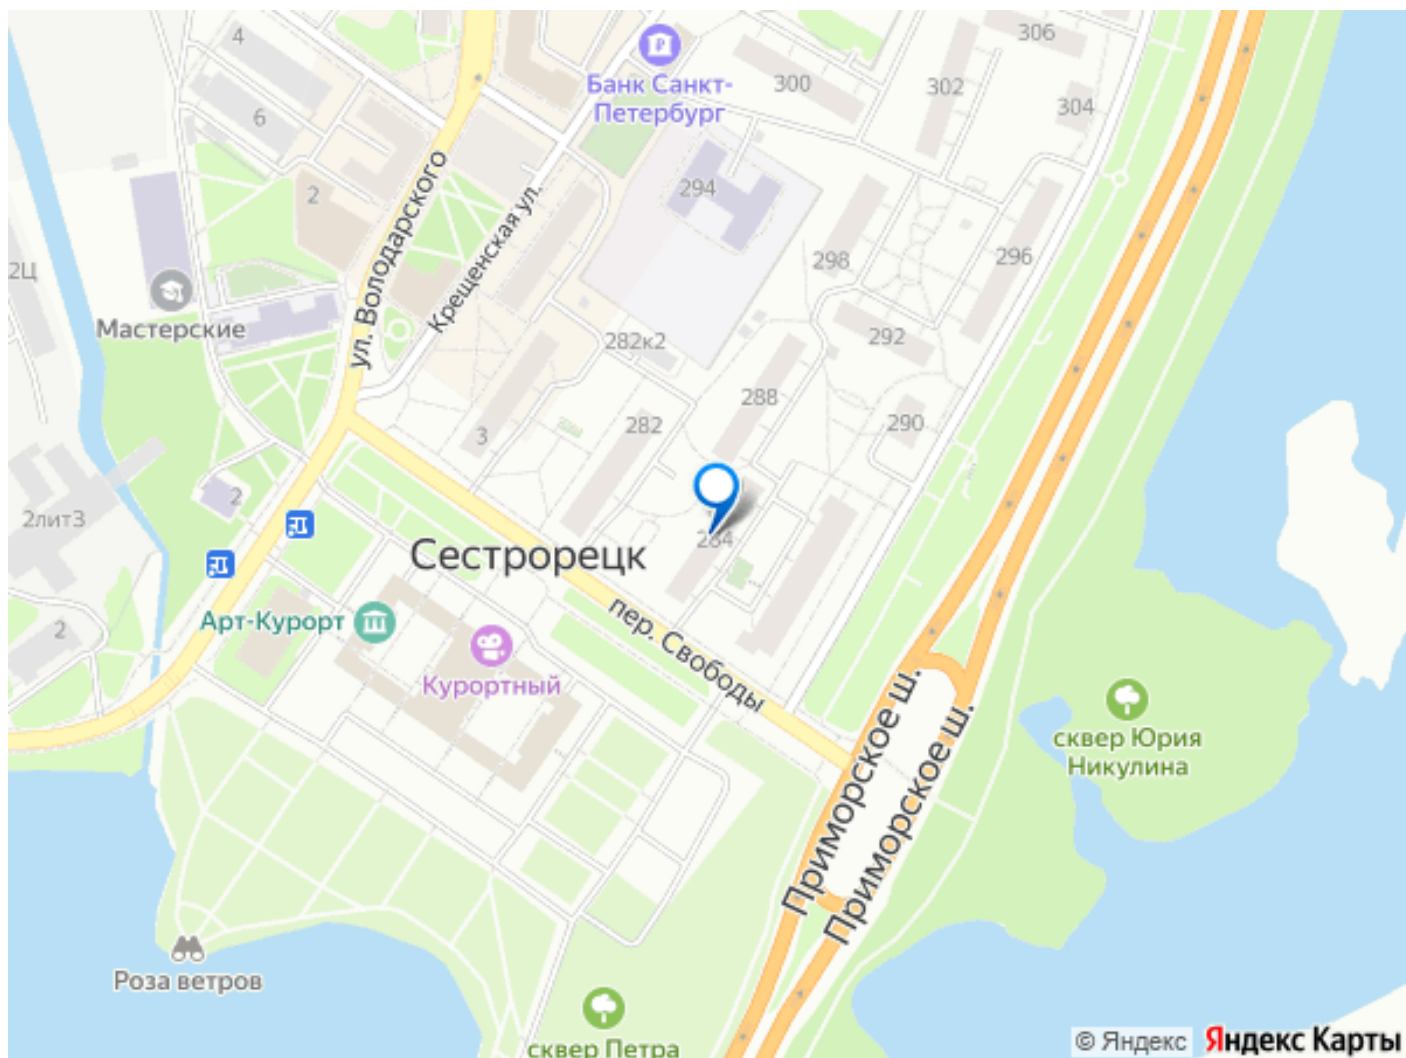 4
306
Банк Санкт-
Петербург
300
302
304
6
294
2
ул. Володарского
Крещенская ул.
298
296
2Ц
Мастерские
282к2
292
288
290
282
3
2
2лит3
284
Сестрорецк
Арт-Курорт
2
Курортный
пер. Свободы
Приморское ш.
Приморское ш.
сквер Юрия
Никулина
Роза ветров
сквер Петра
© Яндекс Яндекс Карты